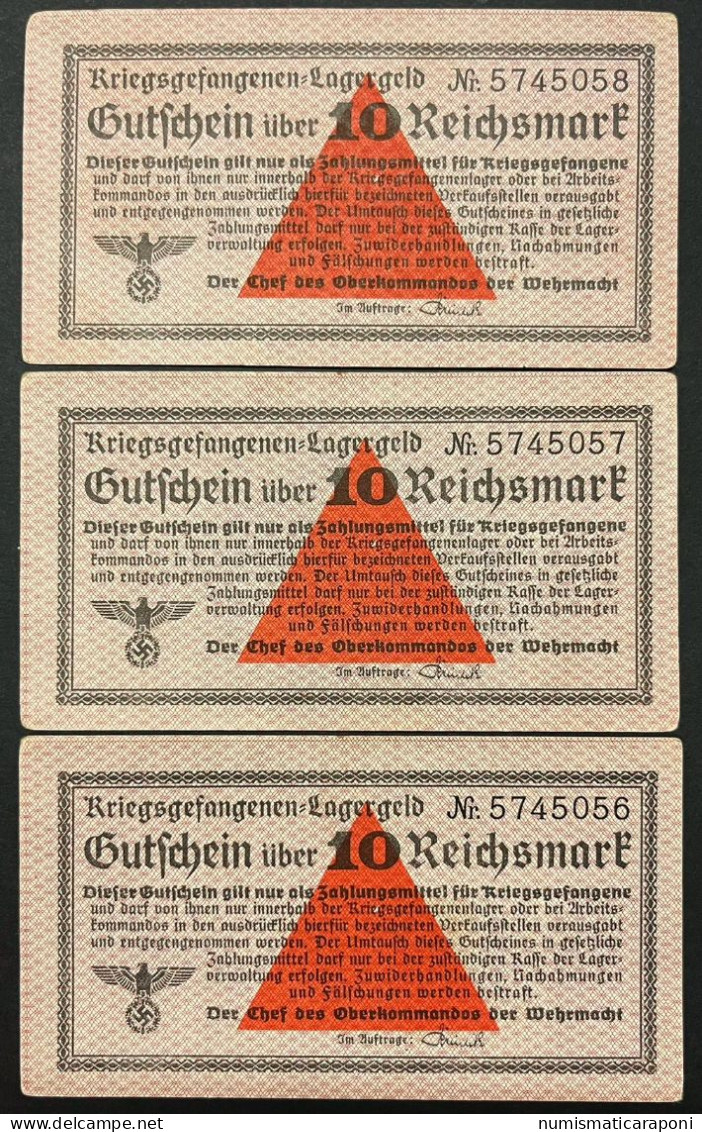 Kriegsgefangenen=Lagergeld Nr. 5745058
Gutschein über 10 Reichsmark
Dieser Gutschein gilt nur als Zahlungsmittel für Kriegsgefangene
und darf von ihnen nur innerhalb der Kriegsgefangenenlager oder bei Arbeits=
kommandos in den ausdrücklich hierfür bezeichneten Verkaufsstellen verausgabt
und entgegengenommen werden. Der Umtausch dieses Gutscheines in gesetzliche
Zahlungsmittel darf nur bei der zuständigen Kasse der Lager=
verwaltung erfolgen. Zuwiderhandlungen, Nachahmungen
und Fälschungen werden bestraft.
Der Chef des Oberkommandos der Wehrmacht
Im Auftrage:
Kriegsgefangenen=Lagergeld Nr. 5745057
Gutschein über 10 Reichsmark
Dieser Gutschein gilt nur als Zahlungsmittel für Kriegsgefangene
und darf von ihnen nur innerhalb der Kriegsgefangenenlager oder bei Arbeits=
kommandos in den ausdrücklich hierfür bezeichneten Verkaufsstellen verausgabt
und entgegengenommen werden. Der Umtausch dieses Gutscheines in gesetzliche
Zahlungsmittel darf nur bei der zuständigen Kasse der Lager=
verwaltung erfolgen. Zuwiderhandlungen, Nachahmungen
und Fälschungen werden bestraft.
Der Chef des Oberkommandos der Wehrmacht
Im Auftrage:
Kriegsgefangenen=Lagergeld Nr. 5745056
Gutschein über 10 Reichsmark
Dieser Gutschein gilt nur als Zahlungsmittel für Kriegsgefangene
und darf von ihnen nur innerhalb der Kriegsgefangenenlager oder bei Arbeits=
kommandos in den ausdrücklich hierfür bezeichneten Verkaufsstellen verausgabt
und entgegengenommen werden. Der Umtausch dieses Gutscheines in gesetzliche
Zahlungsmittel darf nur bei der zuständigen Kasse der Lager=
verwaltung erfolgen. Zuwiderhandlungen, Nachahmungen
und Fälschungen werden bestraft.
Der Chef des Oberkommandos der Wehrmacht
Im Auftrage:
numismaticaraponi